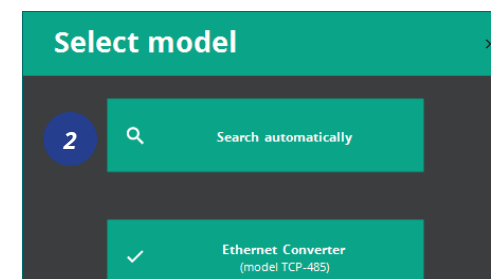 Select model
2
Search automatically
Ethernet Converter
(model TCP-485)